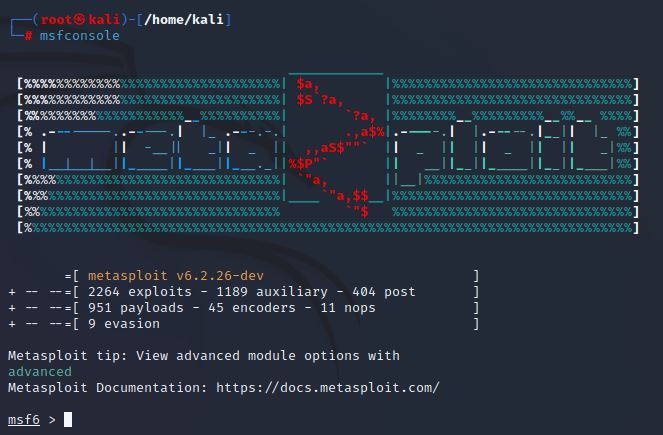 ┌──(root㉿kali)-[/home/kali]
└─# msfconsole
=[ metasploit v6.2.26-dev ]
+ -- --=[ 2264 exploits - 1189 auxiliary - 404 post ]
+ -- --=[ 951 payloads - 45 encoders - 11 nops ]
+ -- --=[ 9 evasion ]
Metasploit tip: View advanced module options with
advanced
Metasploit Documentation: https://docs.metasploit.com/
msf6 >